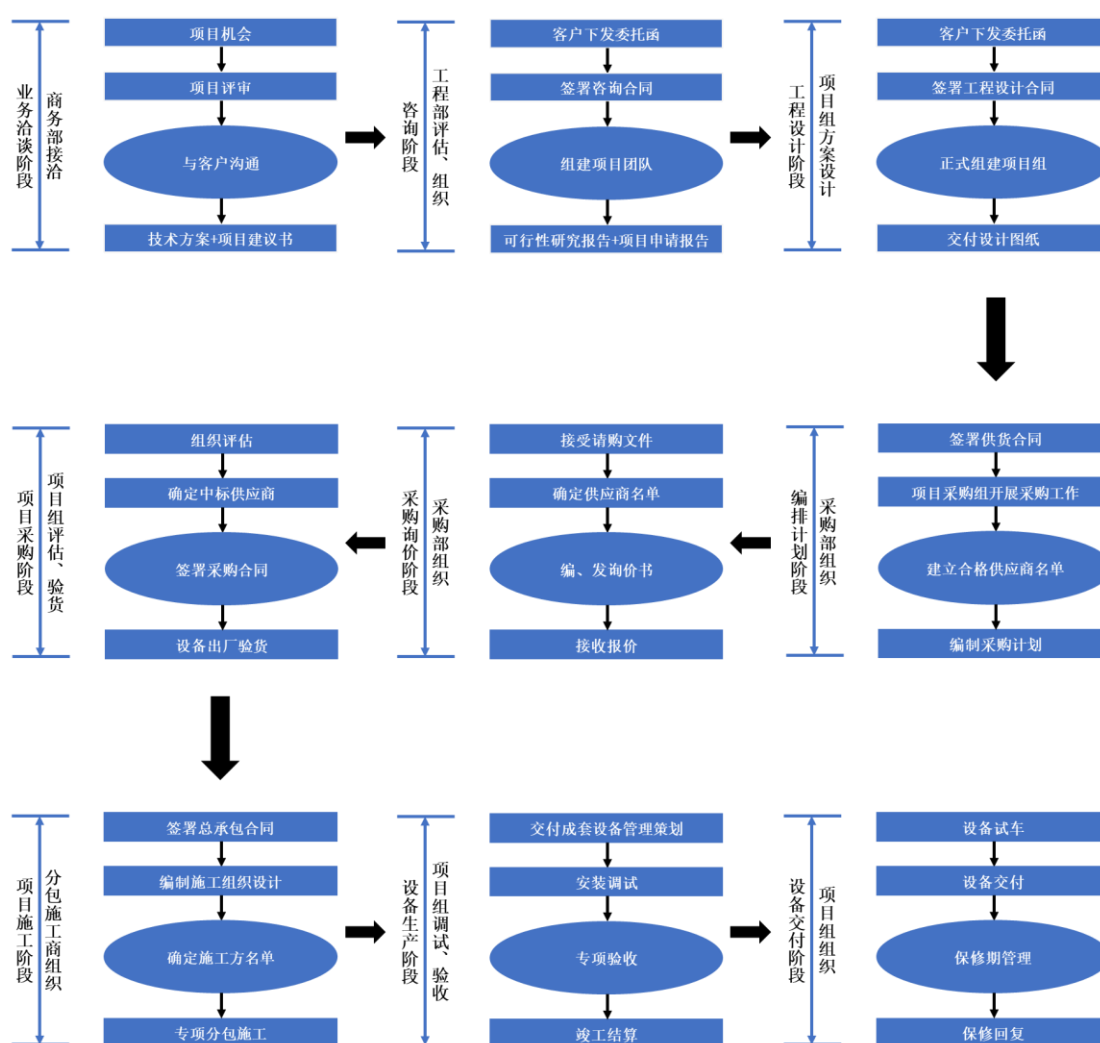 业务洽谈阶段
商务部接洽
项目机会
项目评审
与客户沟通
技术方案+项目建议书
咨询阶段
工程部评估、组织
客户下发委托函
签署咨询合同
组建项目团队
可行性研究报告+项目申请报告
工程设计阶段
项目组方案设计
客户下发委托函
签署工程设计合同
正式组建项目组
交付设计图纸
编排计划阶段
采购部组织
签署供货合同
项目采购组开展采购工作
建立合格供应商名单
编制采购计划
采购询价阶段
采购部组织
接受请购文件
确定供应商名单
编、发询价书
接收报价
项目采购阶段
项目组评估、验货
组织评估
确定中标供应商
签署采购合同
设备出厂验货
项目施工阶段
分包施工商组织
签署总承包合同
编制施工组织设计
确定施工方名单
专项分包施工
设备生产阶段
项目组调试、验收
交付成套设备管理策划
安装调试
专项验收
竣工结算
设备交付阶段
项目组组织
设备试车
设备交付
保修期管理
保修回复